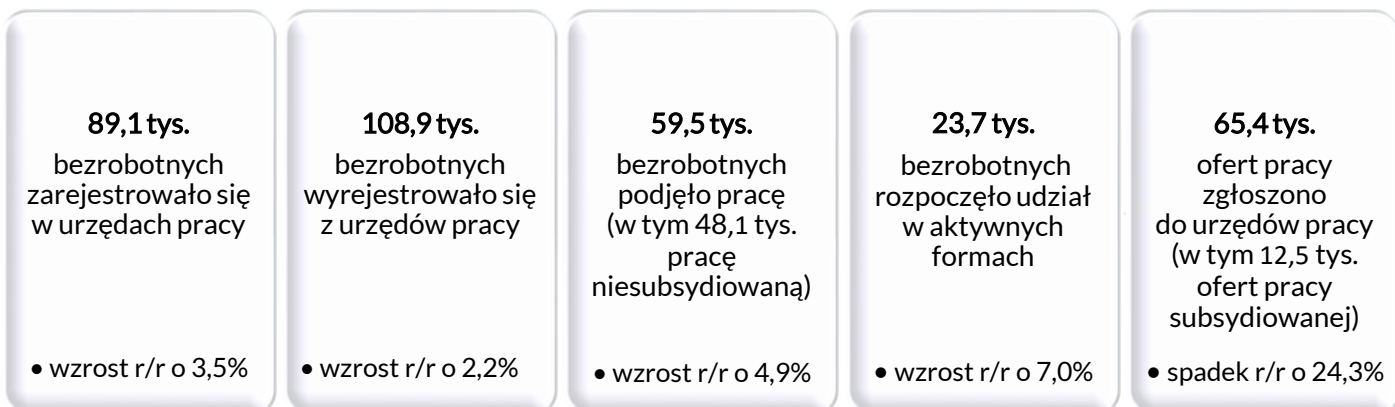 89,1 tys.
bezrobotnych
zarejestrowało się
w urzędach pracy
• wzrost r/r o 3,5%
108,9 tys.
bezrobotnych
wyrejestrowało się
z urzędów pracy
• wzrost r/r o 2,2%
59,5 tys.
bezrobotnych
podjęło pracę
(w tym 48,1 tys.
pracę
niesubsydiowaną)
• wzrost r/r o 4,9%
23,7 tys.
bezrobotnych
rozpoczęło udział
w aktywnych
formach
• wzrost r/r o 7,0%
65,4 tys.
ofert pracy
zgłoszono
do urzędów pracy
(w tym 12,5 tys.
ofert pracy
subsydiowanej)
• spadek r/r o 24,3%